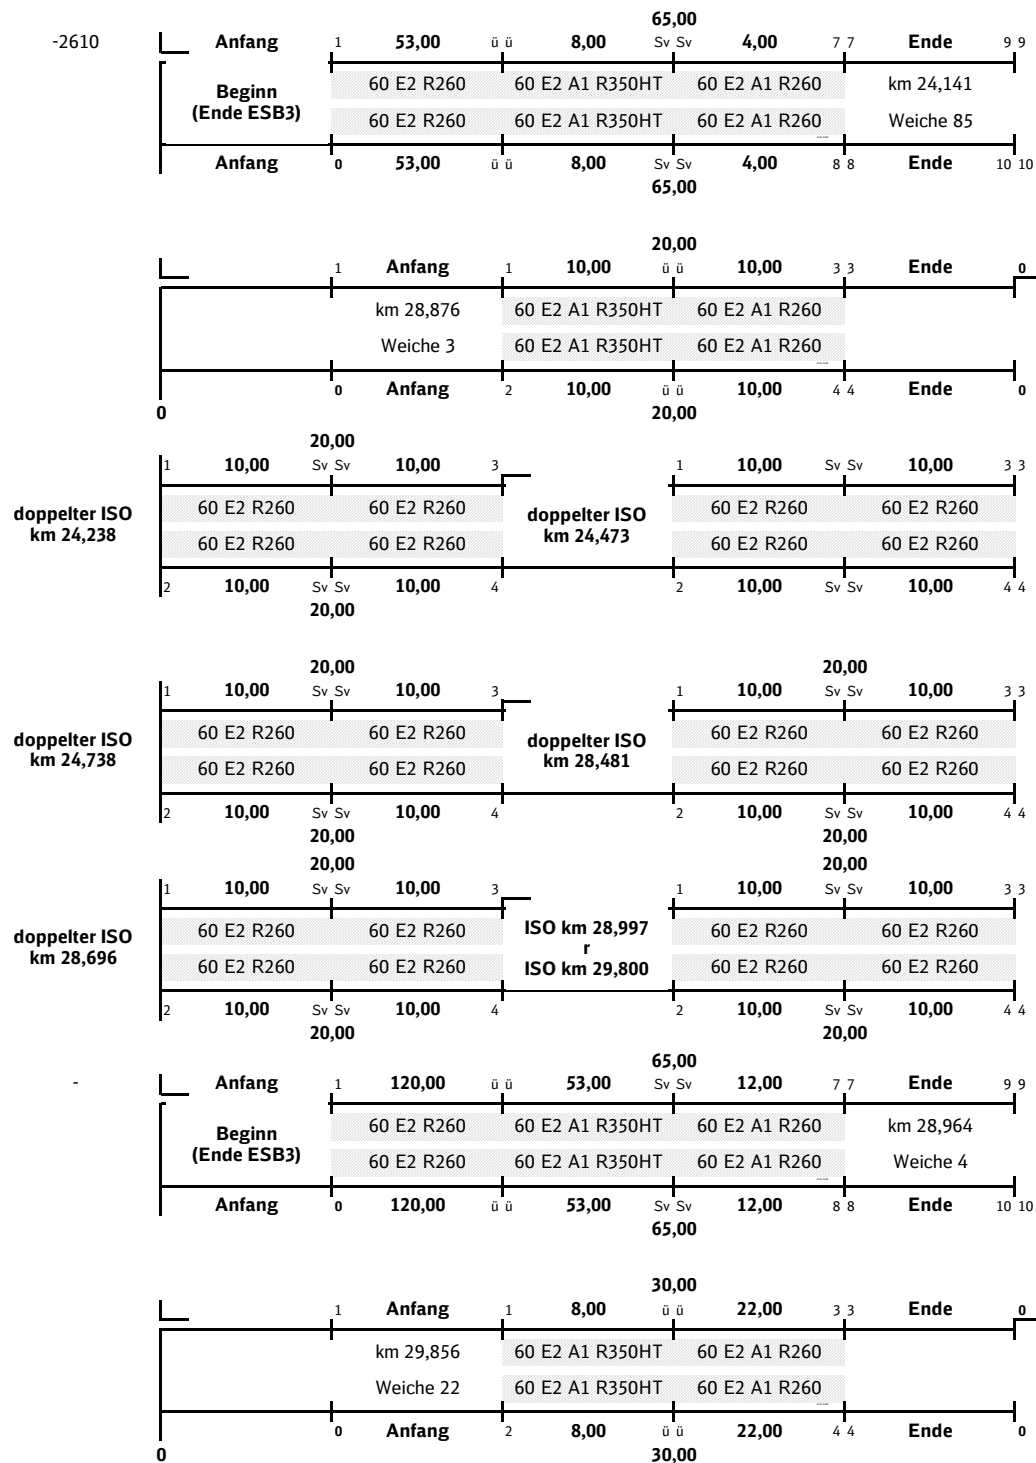 65,00
-2610 Anfang 1 53,00 ü ü 8,00 Sv Sv 4,00 7 7 Ende 9 9
60 E2 R260 60 E2 A1 R350HT 60 E2 A1 R260 km 24,141
Beginn
(Ende ESB3)
60 E2 R260 60 E2 A1 R350HT 60 E2 A1 R260 Weiche 85
Anfang 0 53,00 ü ü 8,00 Sv Sv 4,00 8 8 Ende 10 10
65,00
20,00
1 Anfang 1 10,00 ü ü 10,00 3 3 Ende 0
km 28,876 60 E2 A1 R350HT 60 E2 A1 R260
Weiche 3 60 E2 A1 R350HT 60 E2 A1 R260
0 Anfang 2 10,00 ü ü 10,00 4 4 Ende 0
0 20,00
20,00
1 10,00 Sv Sv 10,00 3 1 10,00 Sv Sv 10,00 3 3
60 E2 R260 60 E2 R260 60 E2 R260 60 E2 R260
doppelter ISO doppelter ISO
km 24,238 km 24,473
60 E2 R260 60 E2 R260 60 E2 R260 60 E2 R260
2 10,00 Sv Sv 10,00 4 2 10,00 Sv Sv 10,00 4 4
20,00
20,00 20,00
1 10,00 Sv Sv 10,00 3 1 10,00 Sv Sv 10,00 3 3
60 E2 R260 60 E2 R260 60 E2 R260 60 E2 R260
doppelter ISO doppelter ISO
km 24,738 km 28,481
60 E2 R260 60 E2 R260 60 E2 R260 60 E2 R260
2 10,00 Sv Sv 10,00 4 2 10,00 Sv Sv 10,00 4 4
20,00 20,00
20,00 20,00
1 10,00 Sv Sv 10,00 3 1 10,00 Sv Sv 10,00 3 3
60 E2 R260 60 E2 R260 ISO km 28,997 60 E2 R260 60 E2 R260
doppelter ISO r
km 28,696
60 E2 R260 60 E2 R260 ISO km 29,800 60 E2 R260 60 E2 R260
2 10,00 Sv Sv 10,00 4 2 10,00 Sv Sv 10,00 4 4
20,00 20,00
65,00
- Anfang 1 120,00 ü ü 53,00 Sv Sv 12,00 7 7 Ende 9 9
60 E2 R260 60 E2 A1 R350HT 60 E2 A1 R260 km 28,964
Beginn
(Ende ESB3)
60 E2 R260 60 E2 A1 R350HT 60 E2 A1 R260 Weiche 4
Anfang 0 120,00 ü ü 53,00 Sv Sv 12,00 8 8 Ende 10 10
65,00
30,00
1 Anfang 1 8,00 ü ü 22,00 3 3 Ende 0
km 29,856 60 E2 A1 R350HT 60 E2 A1 R260
Weiche 22 60 E2 A1 R350HT 60 E2 A1 R260
0 Anfang 2 8,00 ü ü 22,00 4 4 Ende 0
0 30,00